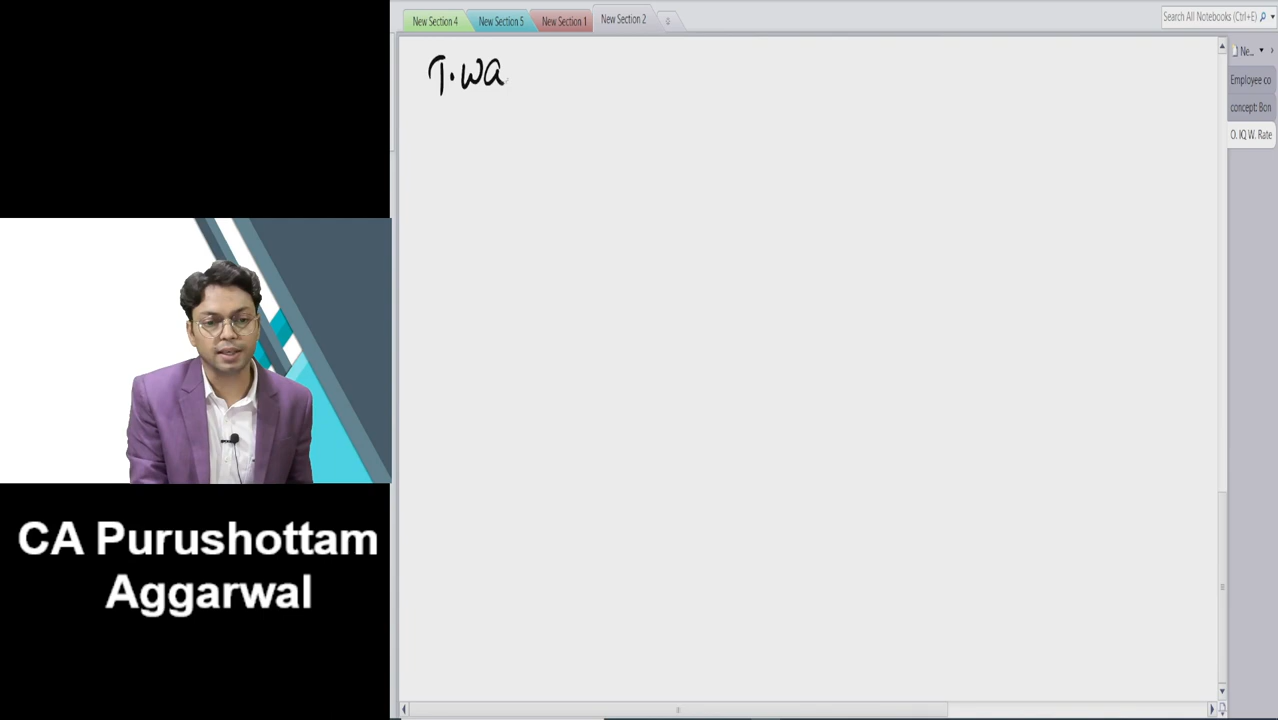 New Section 4
New Section 5
New Section 1
New Section 2
Search All Notebooks (Ctrl+E)
Ne...
Employee co
concept: Bon
O. IQ W. Rate
T.wa
CA Purushottam
Aggarwal